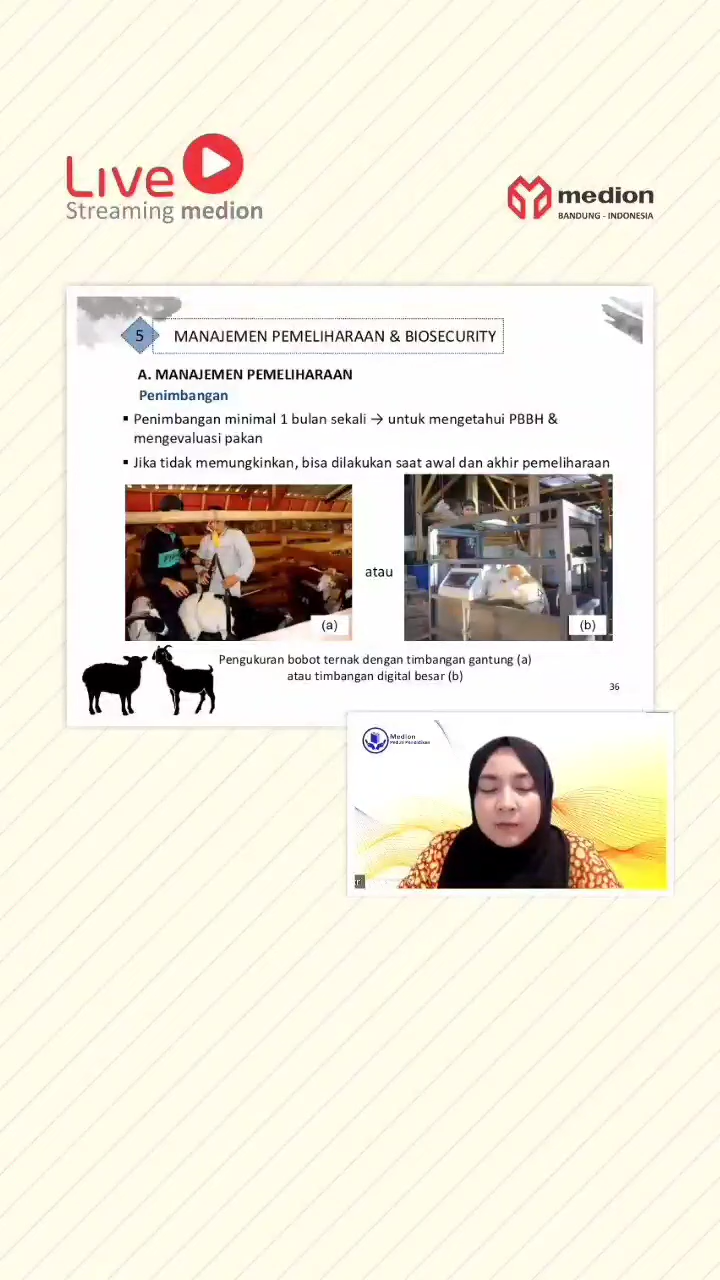 Live
Streaming medion
medion
BANDUNG - INDONESIA
5
MANAJEMEN PEMELIHARAAN & BIOSECURITY
A. MANAJEMEN PEMELIHARAAN
Penimbangan
▪ Penimbangan minimal 1 bulan sekali → untuk mengetahui PBBH &
mengevaluasi pakan
▪ Jika tidak memungkinkan, bisa dilakukan saat awal dan akhir pemeliharaan
atau
(a)
(b)
Pengukuran bobot ternak dengan timbangan gantung (a)
atau timbangan digital besar (b)
36
Medion
Peduli Pendidikan